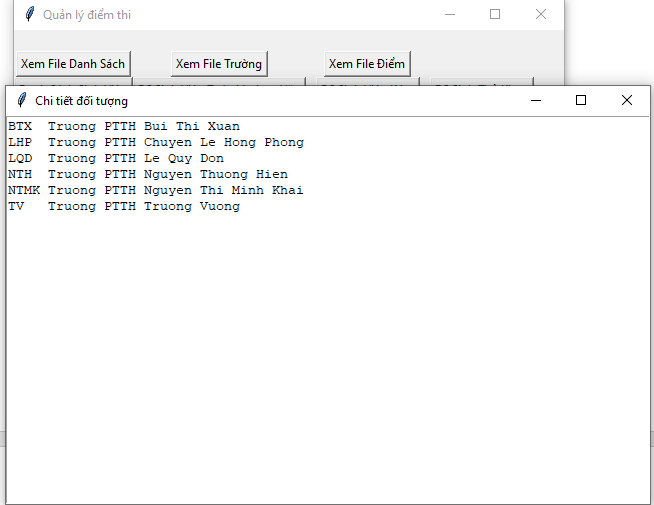 Quản lý điểm thi
Xem File Danh Sách Xem File Trường Xem File Điểm
Chi tiết đối tượng
BTX Truong PTTH Bui Thi Xuan
LHP Truong PTTH Chuyen Le Hong Phong
LQD Truong PTTH Le Quy Don
NTH Truong PTTH Nguyen Thuong Hien
NTMK Truong PTTH Nguyen Thi Minh Khai
TV Truong PTTH Truong Vuong